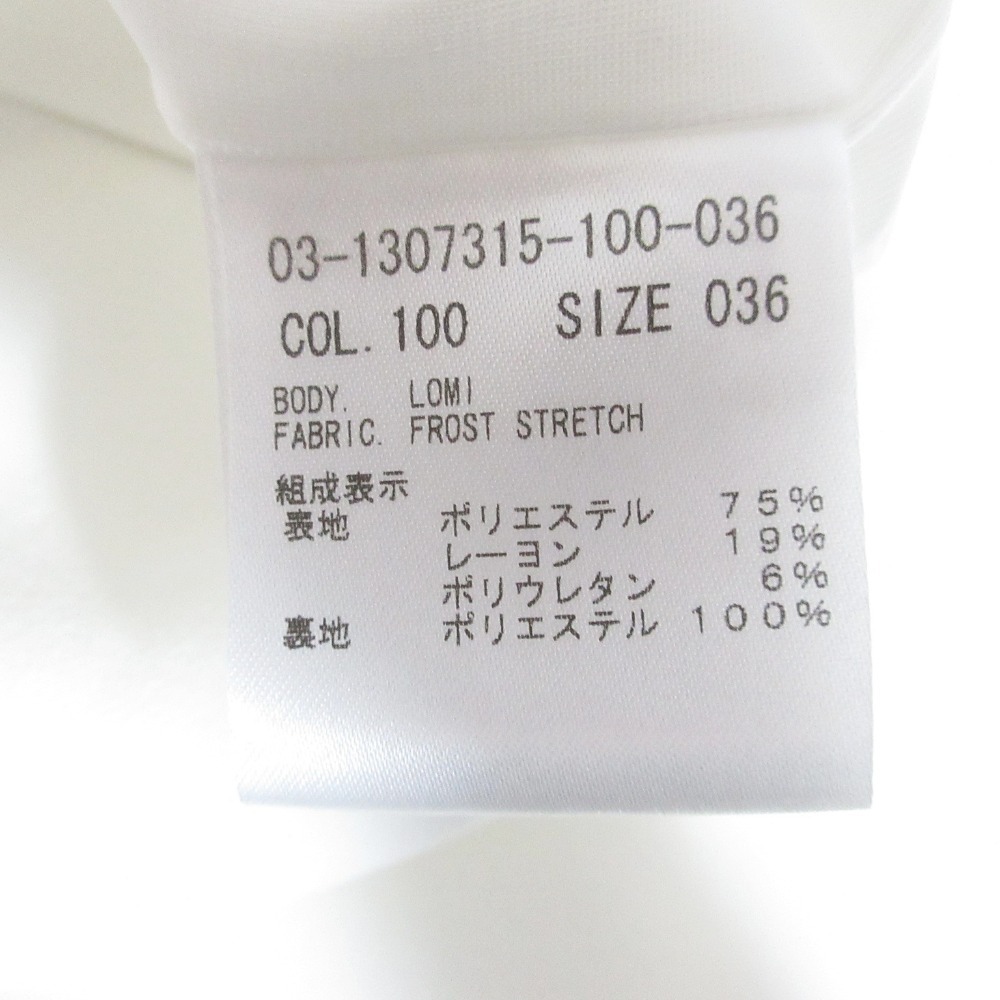 03-1307315-100-036
COL. 100 SIZE 036
BODY. LOMI
FABRIC. FROST STRETCH
組成表示
表地 ポリエステル 75%
レーヨン 19%
ポリウレタン 6%
裏地 ポリエステル 100%